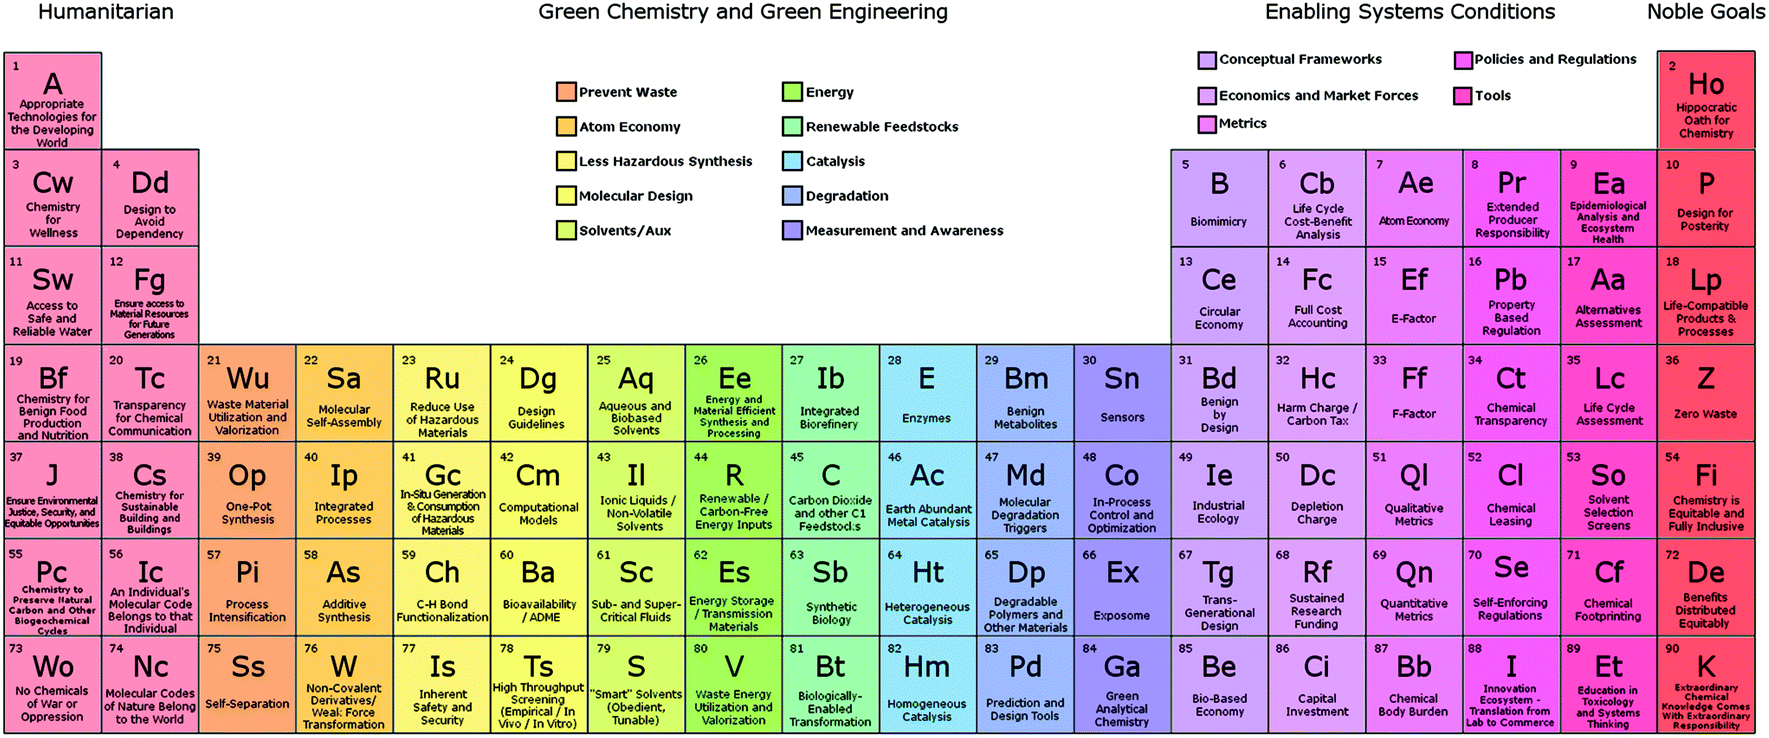 Humanitarian
Green Chemistry and Green Engineering
Enabling Systems Conditions
Noble Goals
Prevent Waste
Atom Economy
Less Hazardous Synthesis
Molecular Design
Solvents/Aux
Energy
Renewable Feedstocks
Catalysis
Degradation
Measurement and Awareness
Conceptual Frameworks
Economics and Market Forces
Metrics
Policies and Regulations
Tools
1
A
Appropriate
Technologies for
the Developing
World
2
Ho
Hippocratic
Oath for
Chemistry
3
Cw
Chemistry
for
Wellness
4
Dd
Design to
Avoid
Dependency
5
B
Biomimicry
6
Cb
Life Cycle
Cost-Benefit
Analysis
7
Ae
Atom Economy
8
Pr
Extended
Producer
Responsibility
9
Ea
Epidemiological
Analysis and
Ecosystem
Health
10
P
Design for
Posterity
11
Sw
Access to
Safe and
Reliable Water
12
Fg
Ensure access to
Material Resources
for Future
Generations
13
Ce
Circular
Economy
14
Fc
Full Cost
Accounting
15
Ef
E-Factor
16
Pb
Property
Based
Regulation
17
Aa
Alternatives
Assessment
18
Lp
Life-Compatible
Products &
Processes
19
Bf
Chemistry for
Benign Food
Production
and Nutrition
20
Tc
Transparency
for Chemical
Communication
21
Wu
Waste Material
Utilization and
Valorization
22
Sa
Molecular
Self-Assembly
23
Ru
Reduce Use
of Hazardous
Materials
24
Dg
Design
Guidelines
25
Aq
Aqueous and
Biobased
Solvents
26
Ee
Energy and
Material Efficient
Synthesis and
Processing
27
Ib
Integrated
Biorefinery
28
E
Enzymes
29
Bm
Benign
Metabolites
30
Sn
Sensors
31
Bd
Benign
by
Design
32
Hc
Harm Charge /
Carbon Tax
33
Ff
F-Factor
34
Ct
Chemical
Transparency
35
Lc
Life Cycle
Assessment
36
Z
Zero Waste
37
J
Ensure Environmental
Justice, Security, and
Equitable Opportunities
38
Cs
Chemistry for
Sustainable
Building and
Buildings
39
Op
One-Pot
Synthesis
40
Ip
Integrated
Processes
41
Gc
In-Situ Generation
& Consumption
of Hazardous
Materials
42
Cm
Computational
Models
43
Il
Ionic Liquids /
Non-Volatile
Solvents
44
R
Renewable /
Carbon-Free
Energy Inputs
45
C
Carbon Dioxide
and other C1
Feedstocks
46
Ac
Earth Abundant
Metal Catalysis
47
Md
Molecular
Degradation
Triggers
48
Co
In-Process
Control and
Optimization
49
Ie
Industrial
Ecology
50
Dc
Depletion
Charge
51
Ql
Qualitative
Metrics
52
Cl
Chemical
Leasing
53
So
Solvent
Selection
Screens
54
Fi
Chemistry is
Equitable and
Fully Inclusive
55
Pc
Chemistry to
Preserve Natural
Carbon and Other
Biogeochemical
Cycles
56
Ic
An Individual's
Molecular Code
Belongs to that
Individual
57
Pi
Process
Intensification
58
As
Additive
Synthesis
59
Ch
C-H Bond
Functionalization
60
Ba
Bioavailability
/ ADME
61
Sc
Sub- and Super-
Critical Fluids
62
Es
Energy Storage
/ Transmission
Materials
63
Sb
Synthetic
Biology
64
Ht
Heterogeneous
Catalysis
65
Dp
Degradable
Polymers and
Other Materials
66
Ex
Exposome
67
Tg
Trans-
Generational
Design
68
Rf
Sustained
Research
Funding
69
Qn
Quantitative
Metrics
70
Se
Self-Enforcing
Regulations
71
Cf
Chemical
Footprinting
72
De
Benefits
Distributed
Equitably
73
Wo
No Chemicals
of War or
Oppression
74
Nc
Molecular Codes
of Nature Belong
to the World
75
Ss
Self-Separation
76
W
Non-Covalent
Derivatives/
Weak Force
Transformation
77
Is
Inherent
Safety and
Security
78
Ts
High Throughput
Screening
(Empirical / In
Vivo / In Vitro)
79
S
"Smart" Solvents
(Obedient,
Tunable)
80
V
Waste Energy
Utilization and
Valorization
81
Bt
Biologically-
Enabled
Transformation
82
Hm
Homogeneous
Catalysis
83
Pd
Prediction and
Design Tools
84
Ga
Green
Analytical
Chemistry
85
Be
Bio-Based
Economy
86
Ci
Capital
Investment
87
Bb
Chemical
Body Burden
88
I
Innovation
Ecosystem -
Translation from
Lab to Commerce
89
Et
Education in
Toxicology
and Systems
Thinking
90
K
Extraordinary
Chemical
Knowledge Comes
With Extraordinary
Responsibility